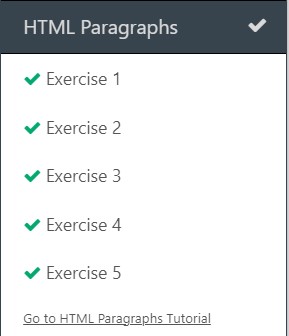 HTML Paragraphs
Exercise 1
Exercise 2
Exercise 3
Exercise 4
Exercise 5
Go to HTML Paragraphs Tutorial